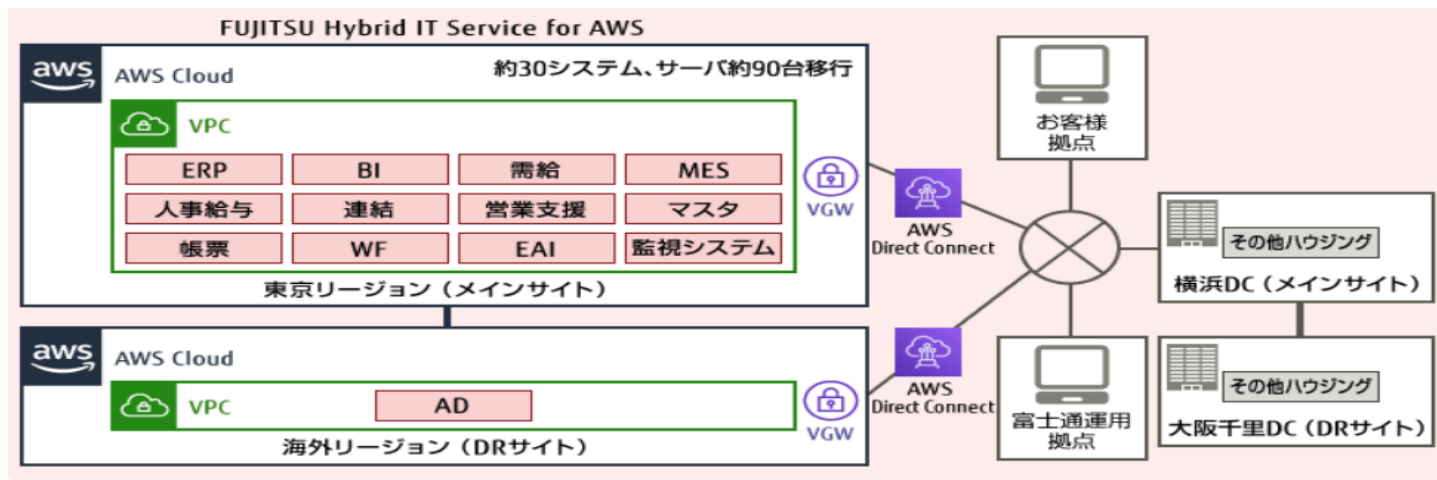 FUJITSU Hybrid IT Service for AWS
aws
AWS Cloud
約30システム、サーバ約90台移行
VPC
ERP
BI
需給
MES
人事給与
連結
営業支援
マスタ
帳票
WF
EAI
監視システム
VGW
東京リージョン（メインサイト）
aws
AWS Cloud
VPC
AD
VGW
海外リージョン（DRサイト）
AWS
Direct Connect
AWS
Direct Connect
お客様
拠点
富士通運用
拠点
その他ハウジング
横浜DC（メインサイト）
その他ハウジング
大阪千里DC（DRサイト）